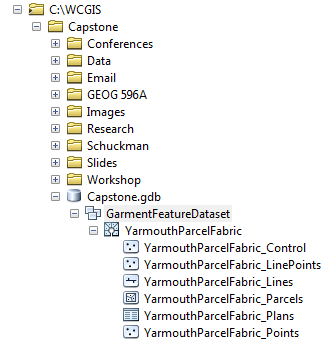 C:\WCGIS
Capstone
Conferences
Data
Email
GEOG 596A
Images
Research
Schuckman
Slides
Workshop
Capstone.gdb
GarmentFeatureDataset
YarmouthParcelFabric
YarmouthParcelFabric_Control
YarmouthParcelFabric_LinePoints
YarmouthParcelFabric_Lines
YarmouthParcelFabric_Parcels
YarmouthParcelFabric_Plans
YarmouthParcelFabric_Points